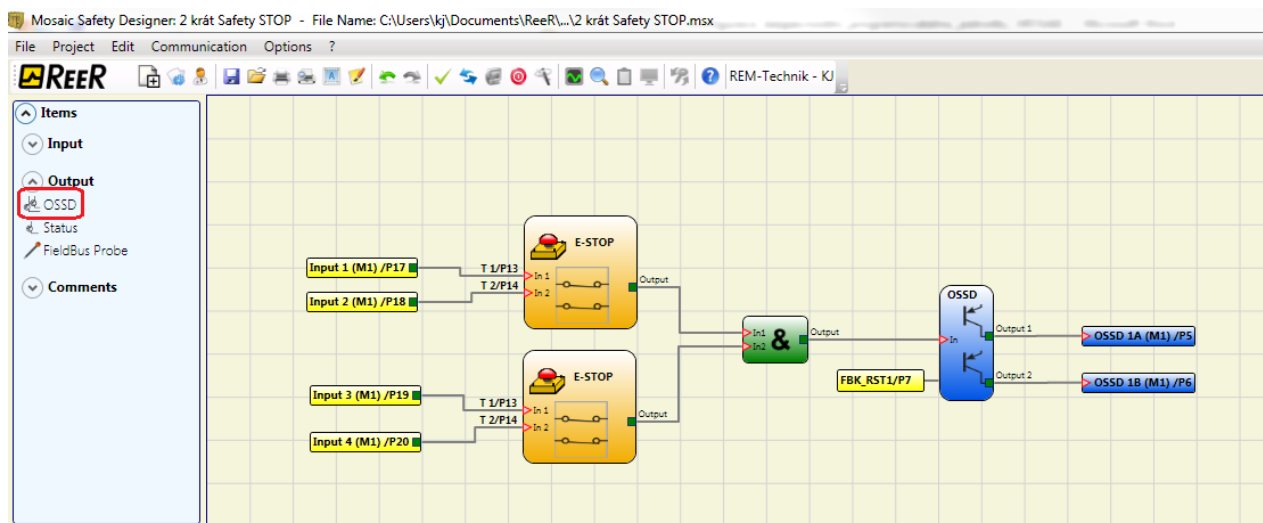 Mosaic Safety Designer: 2 krát Safety STOP - File Name: C:\Users\kj\Documents\ReeR\...\2 krát Safety STOP.msx
File Project Edit Communication Options ?
REER
REM-Technik - KJ
Items
Input
Output
OSSD
Status
FieldBus Probe
Comments
Input 1 (M1) /P17
Input 2 (M1) /P18
T 1/P13
T 2/P14
E-STOP
In 1
In 2
Output
Input 3 (M1) /P19
Input 4 (M1) /P20
T 1/P13
T 2/P14
E-STOP
In 1
In 2
Output
In1
In2
&
Output
FBK_RST1/P7
OSSD
In
Output 1
Output 2
OSSD 1A (M1) /P5
OSSD 1B (M1) /P6